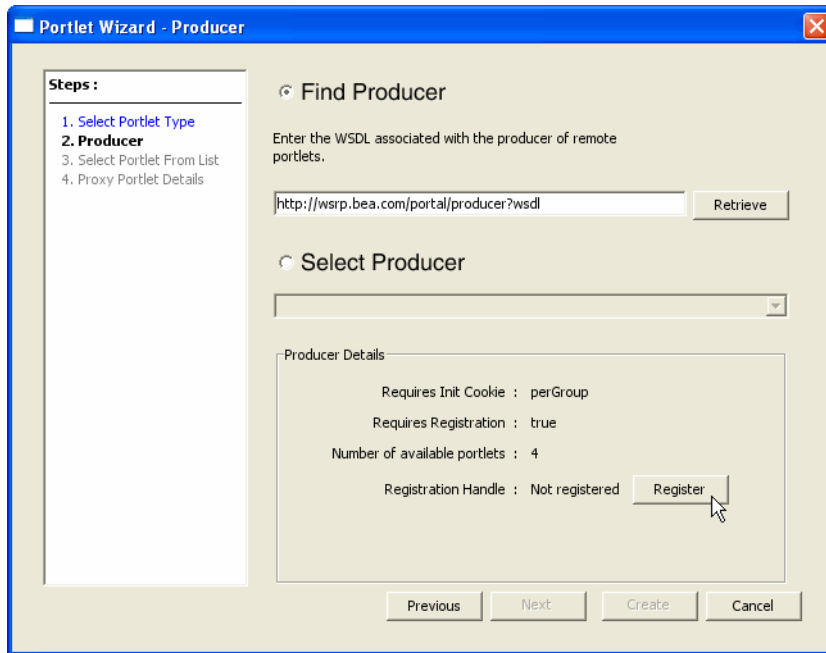 Portlet Wizard - Producer
Steps :
1. Select Portlet Type
2. Producer
3. Select Portlet From List
4. Proxy Portlet Details
Find Producer
Enter the WSDL associated with the producer of remote
portlets.
http://wsrp.bea.com/portal/producer?wsdl
Retrieve
Select Producer
Producer Details
Requires Init Cookie : perGroup
Requires Registration : true
Number of available portlets : 4
Registration Handle : Not registered Register
Previous Next Create Cancel